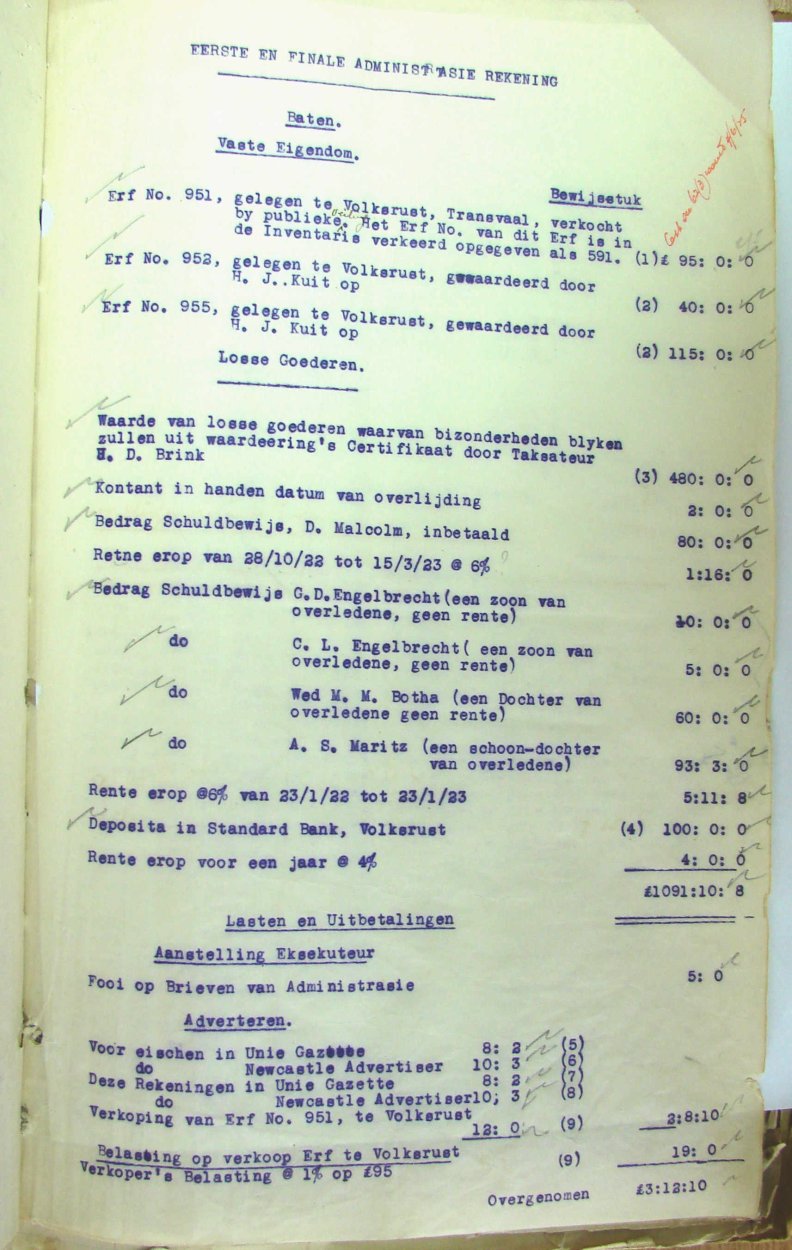 EERSTE EN FINALE ADMINISTRASIE REKENING
Baten.
Vaste Eigendom.
Bewijsstuk
Erf No. 951, gelegen te Volksrust, Transvaal, verkocht
by publieke veiling. Het Erf No. van dit Erf is in
de Inventaris verkeerd opgegeven als 591. (1)£ 95: 0: 0
Erf No. 952, gelegen te Volksrust, gewaardeerd door
H. J. Kuit op (2) 40: 0: 0
Erf No. 955, gelegen te Volksrust, gewaardeerd door
H. J. Kuit op (2) 115: 0: 0
Losse Goederen.
Waarde van losse goederen waarvan bizonderheden blyken
zullen uit waardeering's Certifikaat door Taksateur
H. D. Brink (3) 480: 0: 0
Kontant in handen datum van overlijding 2: 0: 0
Bedrag Schuldbewijs, D. Malcolm, inbetaald 80: 0: 0
Retne erop van 28/10/22 tot 15/3/23 @ 6% ? 1:16: 0
Bedrag Schuldbewijs G.D.Engelbrecht(een zoon van
overledene, geen rente) 10: 0: 0
do C. L. Engelbrecht( een zoon van
overledene, geen rente) 5: 0: 0
do Wed M. M. Botha (een Dochter van
overledene geen rente) 60: 0: 0
do A. S. Maritz (een schoon-dochter
van overledene) 93: 3: 0
Rente erop @6% van 23/1/22 tot 23/1/23 5:11: 8
Deposita in Standard Bank, Volksrust (4) 100: 0: 0
Rente erop voor een jaar @ 4% 4: 0: 0
£1091:10: 8
Lasten en Uitbetalingen
Aanstelling Eksekuteur
Fooi op Brieven van Administrasie 5: 0
Adverteren.
Voor eischen in Unie Gazette 8: 2 (5)
do Newcastle Advertiser 10: 3 (6)
Deze Rekeningen in Unie Gazette 8: 2 (7)
do Newcastle Advertiser10; 3 (8)
Verkoping van Erf No. 951, te Volksrust
12: 0 (9) 2:8:10
Belasting op verkoop Erf te Volksrust
Verkoper's Belasting @ 1% op £95 (9) 19: 0
Overgenomen £3:12:10